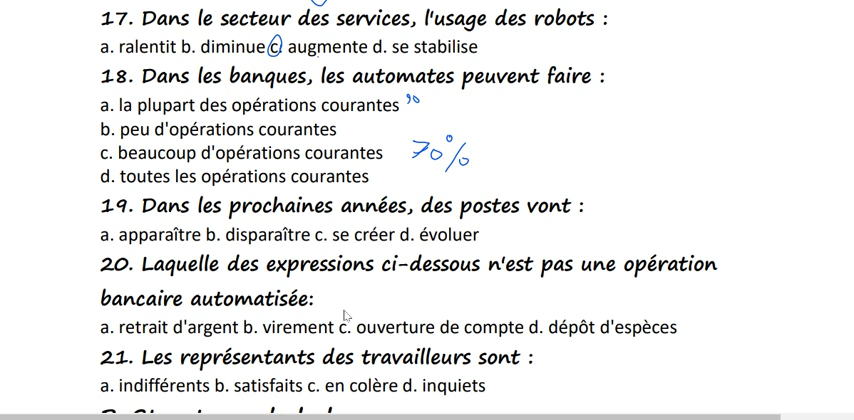 17. Dans le secteur des services, l'usage des robots :
a. ralentit b. diminue c. augmente d. se stabilise
18. Dans les banques, les automates peuvent faire :
a. la plupart des opérations courantes 90
b. peu d'opérations courantes
c. beaucoup d'opérations courantes 70%
d. toutes les opérations courantes
19. Dans les prochaines années, des postes vont :
a. apparaître b. disparaître c. se créer d. évoluer
20. Laquelle des expressions ci-dessous n'est pas une opération
bancaire automatisée:
a. retrait d'argent b. virement c. ouverture de compte d. dépôt d'espèces
21. Les représentants des travailleurs sont :
a. indifférents b. satisfaits c. en colère d. inquiets